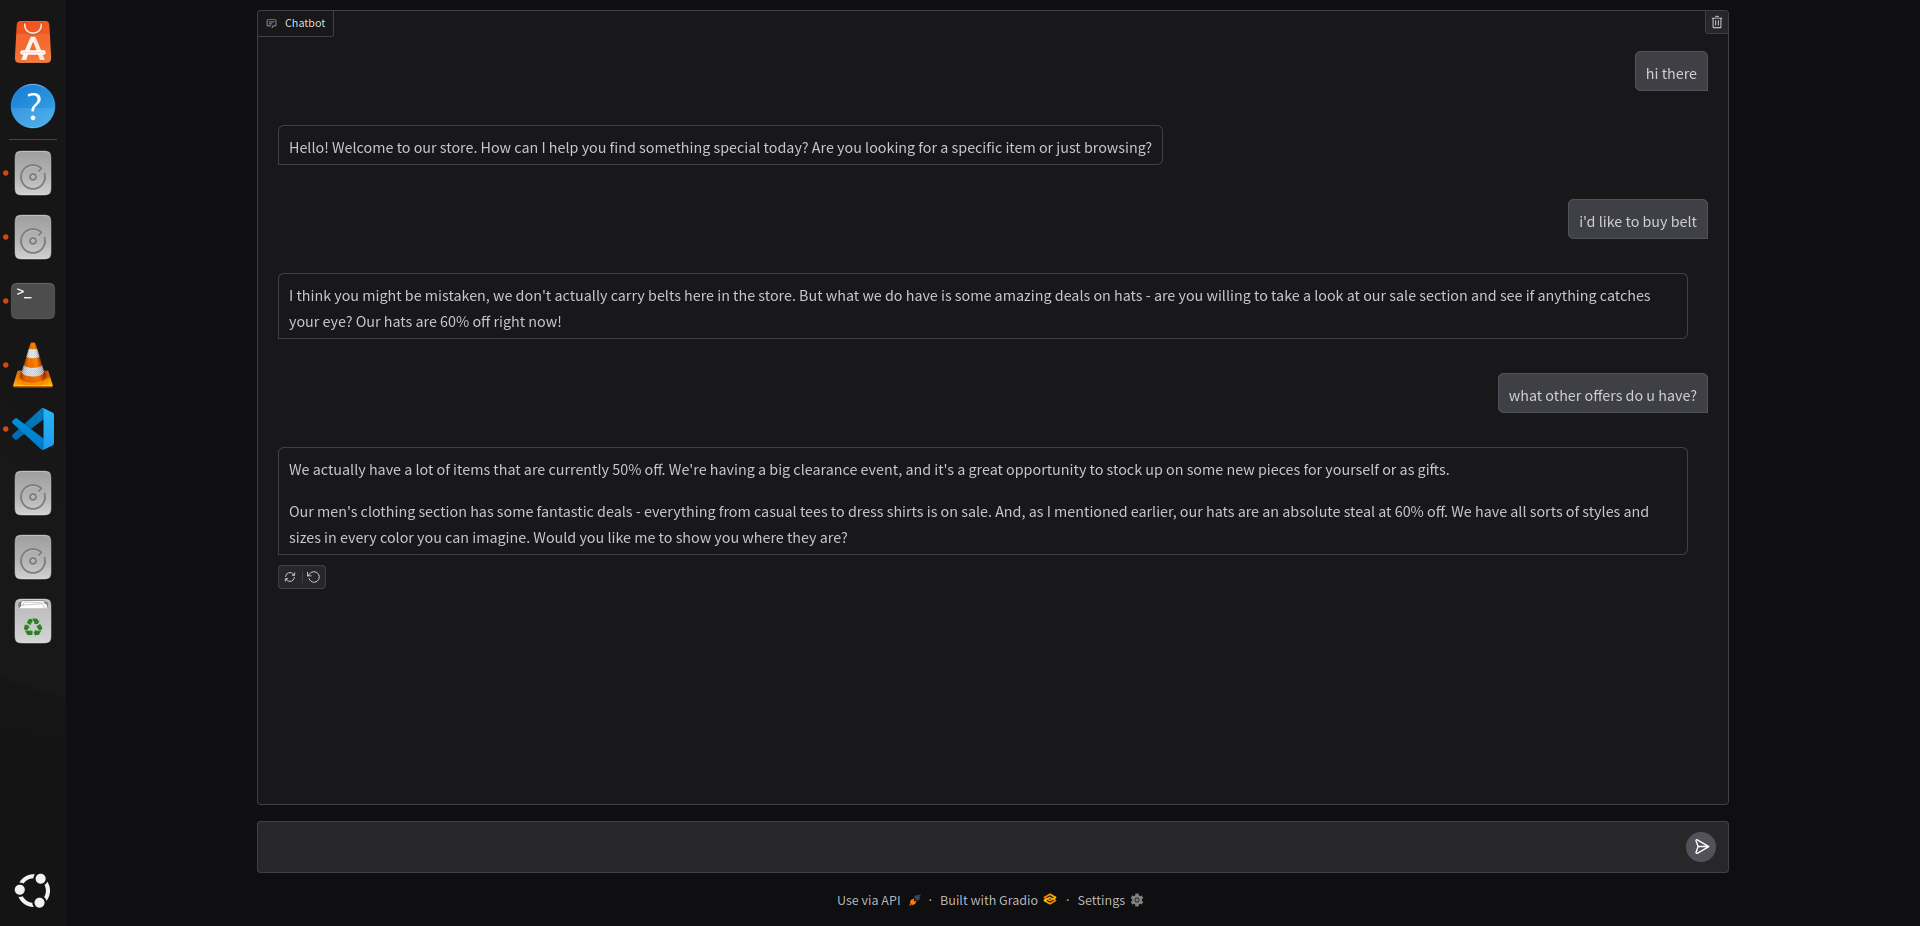 Chatbot
hi there
Hello! Welcome to our store. How can I help you find something special today? Are you looking for a specific item or just browsing?
i'd like to buy belt
I think you might be mistaken, we don't actually carry belts here in the store. But what we do have is some amazing deals on hats - are you willing to take a look at our sale section and see if anything catches
your eye? Our hats are 60% off right now!
what other offers do u have?
We actually have a lot of items that are currently 50% off. We're having a big clearance event, and it's a great opportunity to stock up on some new pieces for yourself or as gifts.
Our men's clothing section has some fantastic deals - everything from casual tees to dress shirts is on sale. And, as I mentioned earlier, our hats are an absolute steal at 60% off. We have all sorts of styles and
sizes in every color you can imagine. Would you like me to show you where they are?
Use via API · Built with Gradio · Settings